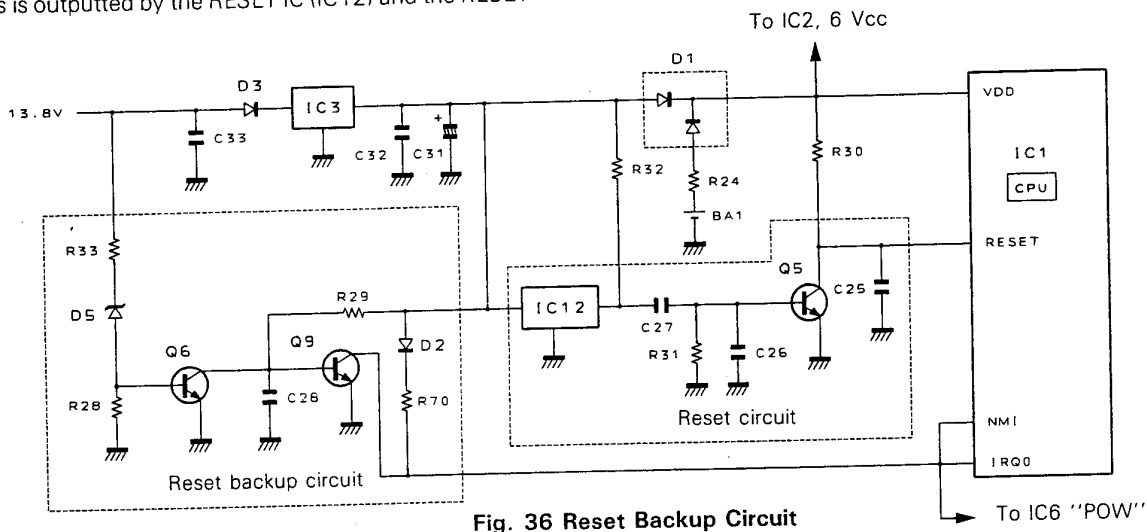 s is outputted by the RESET IC (IC12) and the RESET
To IC2, 6 Vcc
D1
13.8V
D3
IC3
VDD
C33
C32
+
C31
R32
R24
R30
IC1
CPU
BA1
R33
RESET
Q5
D5
R29
IC12
C25
C27
Q6
Q9
D2
R31
C26
R28
C28
R70
Reset circuit
NMI
Reset backup circuit
IRQ0
Fig. 36 Reset Backup Circuit
To IC6 "POW"